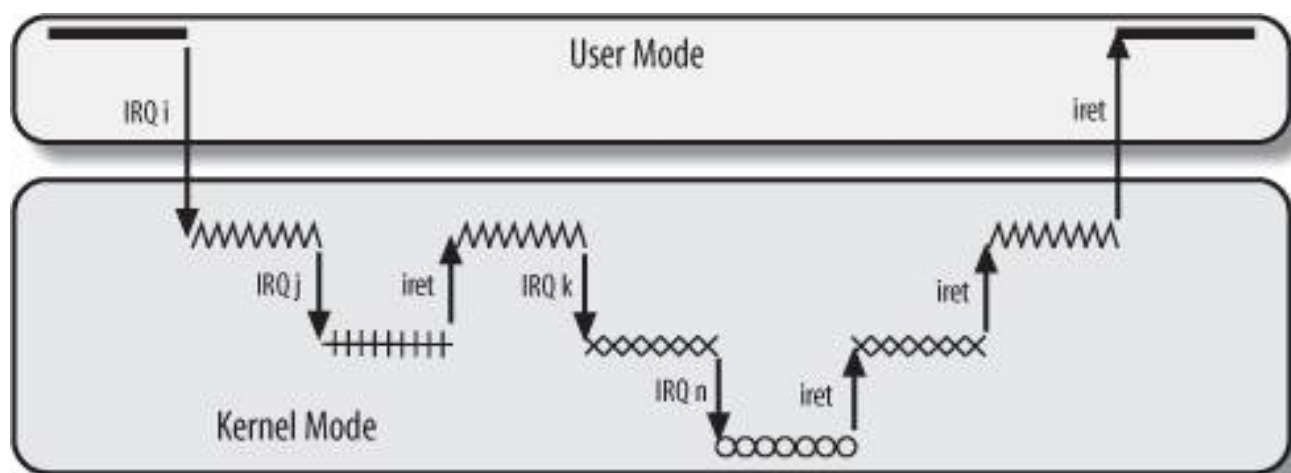 User Mode
IRQ i
iret
IRQ j
iret
IRQ k
iret
IRQ n
iret
Kernel Mode